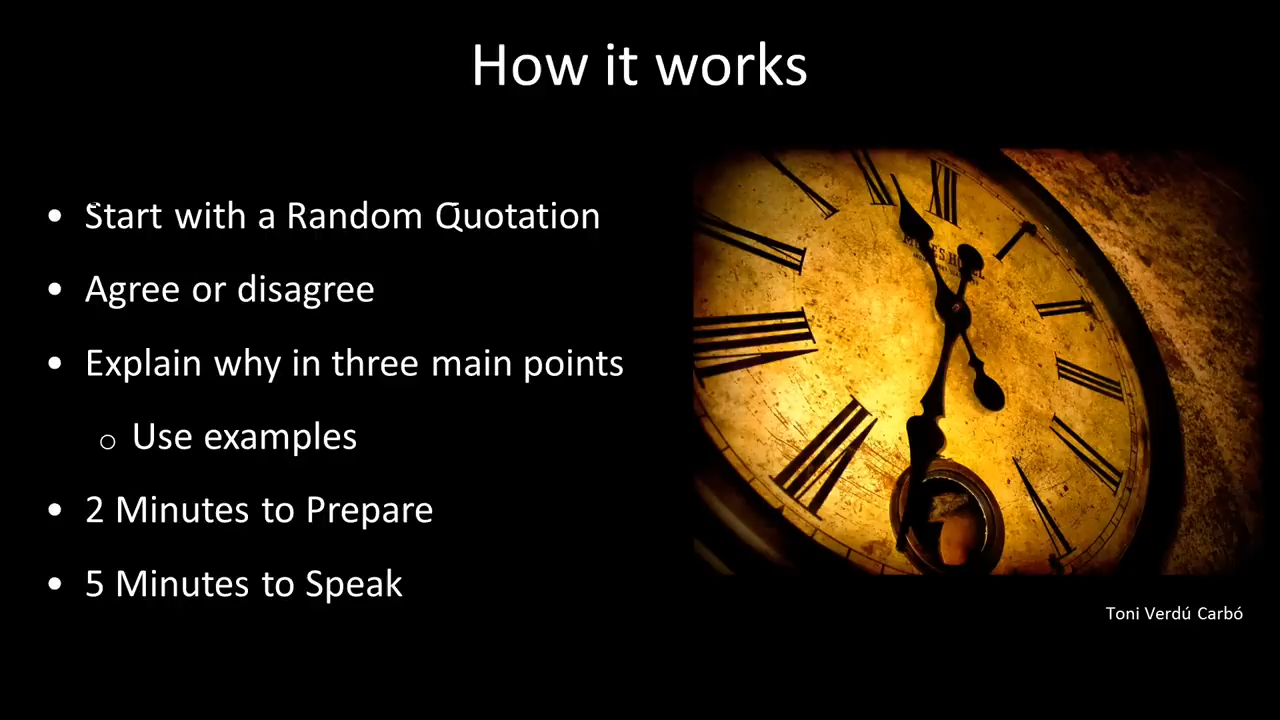 How it works
• Start with a Random Quotation
• Agree or disagree
• Explain why in three main points
o Use examples
• 2 Minutes to Prepare
• 5 Minutes to Speak
XII
Toni Verdú Carbó